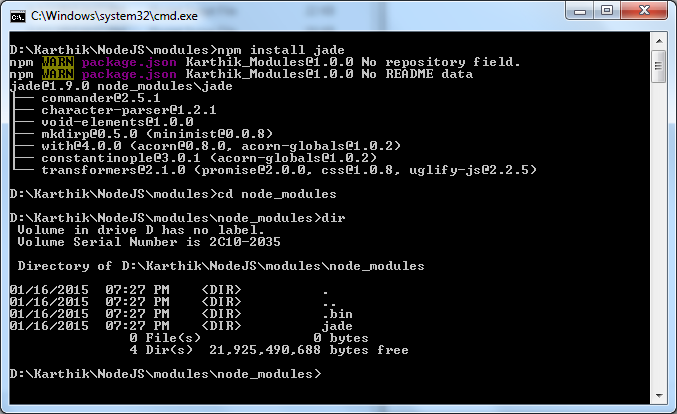 C:\Windows\system32\cmd.exe
D:\Karthik\NodeJS\modules>npm install jade
npm WARN package.json Karthik_Modules@1.0.0 No repository field.
npm WARN package.json Karthik_Modules@1.0.0 No README data
jade@1.9.0 node_modules\jade
├── commander@2.5.1
├── character-parser@1.2.1
├── void-elements@1.0.0
├── mkdirp@0.5.0 (minimist@0.0.8)
├── with@4.0.0 (acorn@0.8.0, acorn-globals@1.0.2)
├── constantinople@3.0.1 (acorn-globals@1.0.2)
└── transformers@2.1.0 (promise@2.0.0, css@1.0.8, uglify-js@2.2.5)
D:\Karthik\NodeJS\modules>cd node_modules
D:\Karthik\NodeJS\modules\node_modules>dir
Volume in drive D has no label.
Volume Serial Number is 2C10-2035
Directory of D:\Karthik\NodeJS\modules\node_modules
01/16/2015  07:27 PM    <DIR>          .
01/16/2015  07:27 PM    <DIR>          ..
01/16/2015  07:27 PM    <DIR>          .bin
01/16/2015  07:27 PM    <DIR>          jade
0 File(s)              0 bytes
4 Dir(s)  21,925,490,688 bytes free
D:\Karthik\NodeJS\modules\node_modules>